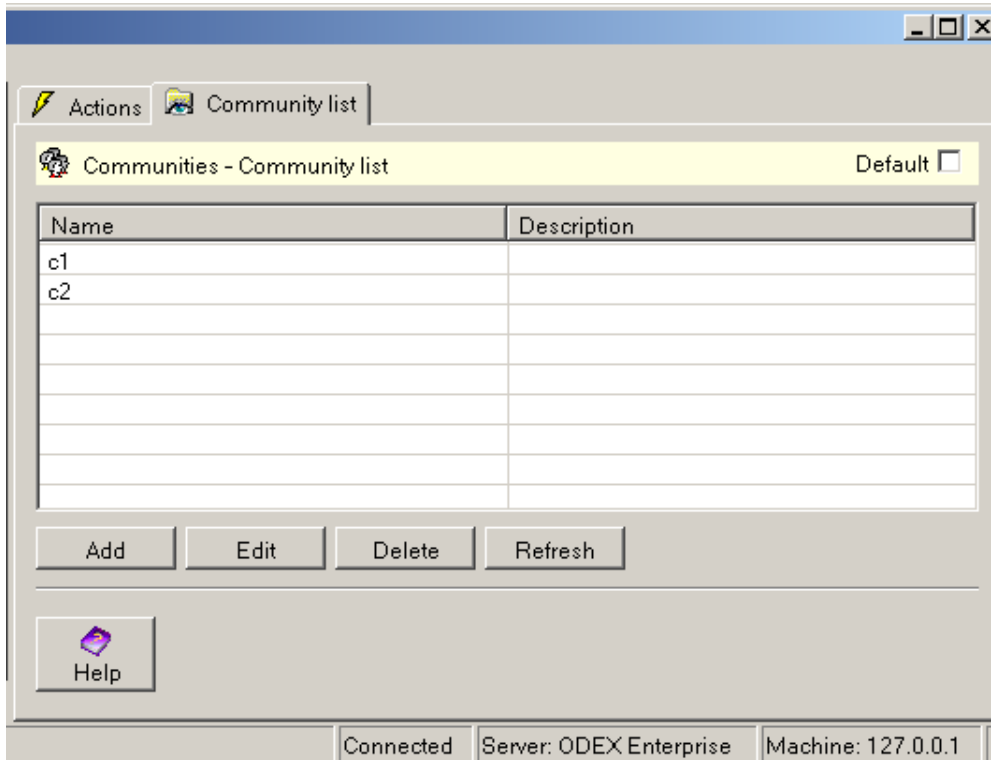 Actions Community list
Communities - Community list Default
Name Description
c1
c2
Add Edit Delete Refresh
Help
Connected Server: ODEX Enterprise Machine: 127.0.0.1